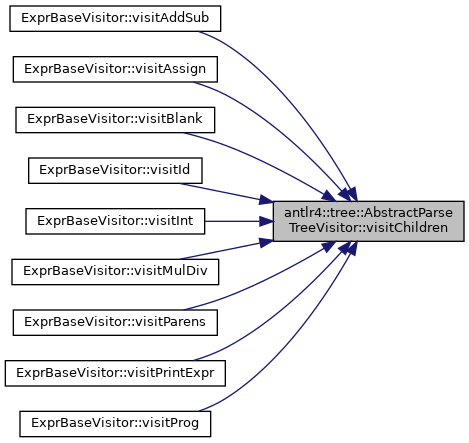 ExprBaseVisitor::visitAddSub
ExprBaseVisitor::visitAssign
ExprBaseVisitor::visitBlank
ExprBaseVisitor::visitId
ExprBaseVisitor::visitInt
ExprBaseVisitor::visitMulDiv
ExprBaseVisitor::visitParens
ExprBaseVisitor::visitPrintExpr
ExprBaseVisitor::visitProg
antlr4::tree::AbstractParse
TreeVisitor::visitChildren